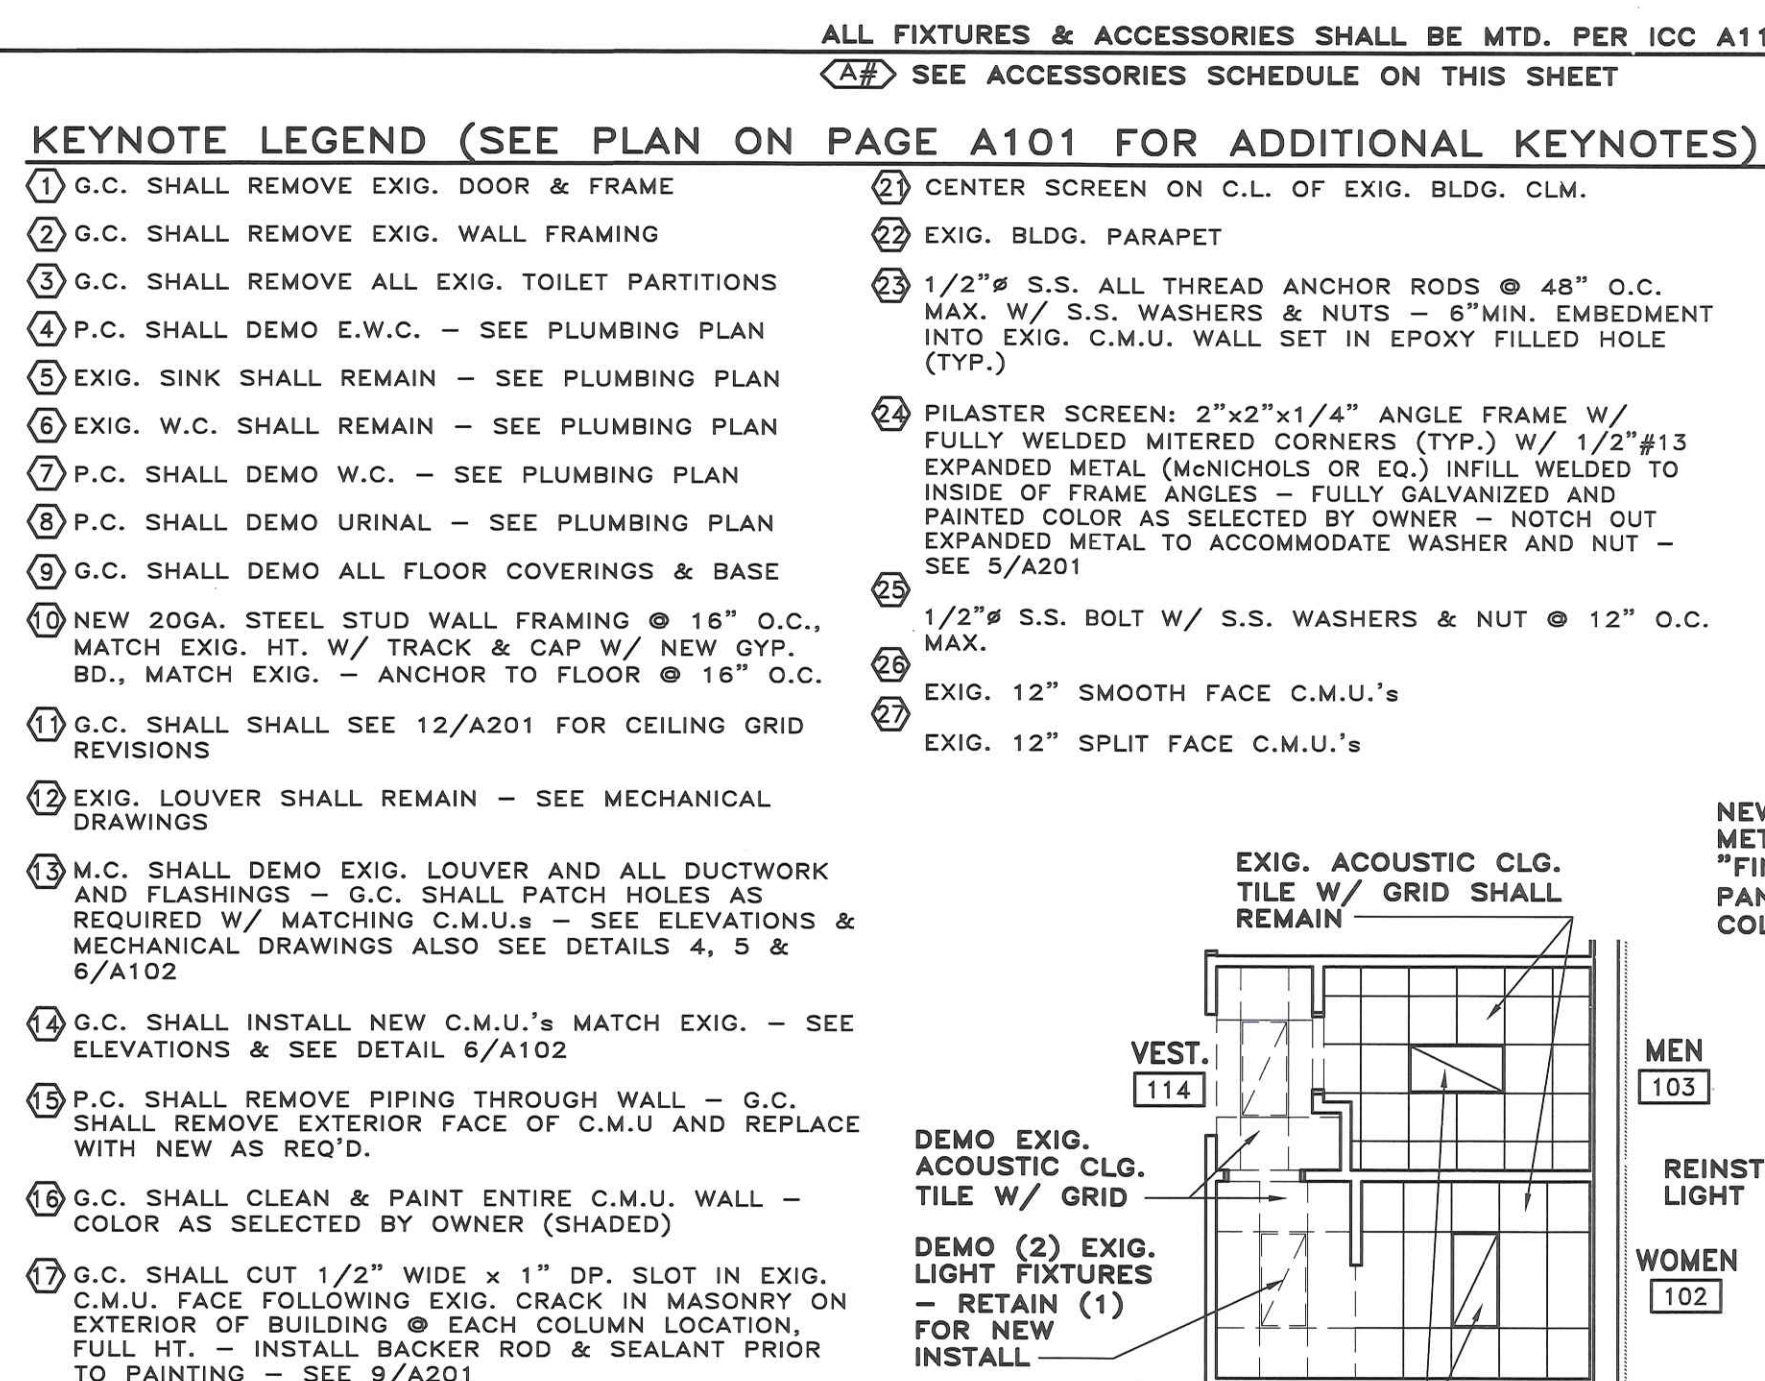 ALL FIXTURES & ACCESSORIES SHALL BE MTD. PER ICC A11
A# SEE ACCESSORIES SCHEDULE ON THIS SHEET
KEYNOTE LEGEND (SEE PLAN ON PAGE A101 FOR ADDITIONAL KEYNOTES)
1 G.C. SHALL REMOVE EXIG. DOOR & FRAME
2 G.C. SHALL REMOVE EXIG. WALL FRAMING
3 G.C. SHALL REMOVE ALL EXIG. TOILET PARTITIONS
4 P.C. SHALL DEMO E.W.C. – SEE PLUMBING PLAN
5 EXIG. SINK SHALL REMAIN – SEE PLUMBING PLAN
6 EXIG. W.C. SHALL REMAIN – SEE PLUMBING PLAN
7 P.C. SHALL DEMO W.C. – SEE PLUMBING PLAN
8 P.C. SHALL DEMO URINAL – SEE PLUMBING PLAN
9 G.C. SHALL DEMO ALL FLOOR COVERINGS & BASE
10 NEW 20GA. STEEL STUD WALL FRAMING @ 16" O.C.,
MATCH EXIG. HT. W/ TRACK & CAP W/ NEW GYP.
BD., MATCH EXIG. – ANCHOR TO FLOOR @ 16" O.C.
11 G.C. SHALL SHALL SEE 12/A201 FOR CEILING GRID
REVISIONS
12 EXIG. LOUVER SHALL REMAIN – SEE MECHANICAL
DRAWINGS
13 M.C. SHALL DEMO EXIG. LOUVER AND ALL DUCTWORK
AND FLASHINGS – G.C. SHALL PATCH HOLES AS
REQUIRED W/ MATCHING C.M.U.s – SEE ELEVATIONS &
MECHANICAL DRAWINGS ALSO SEE DETAILS 4, 5 &
6/A102
14 G.C. SHALL INSTALL NEW C.M.U.'s MATCH EXIG. – SEE
ELEVATIONS & SEE DETAIL 6/A102
15 P.C. SHALL REMOVE PIPING THROUGH WALL – G.C.
SHALL REMOVE EXTERIOR FACE OF C.M.U AND REPLACE
WITH NEW AS REQ'D.
16 G.C. SHALL CLEAN & PAINT ENTIRE C.M.U. WALL –
COLOR AS SELECTED BY OWNER (SHADED)
17 G.C. SHALL CUT 1/2" WIDE x 1" DP. SLOT IN EXIG.
C.M.U. FACE FOLLOWING EXIG. CRACK IN MASONRY ON
EXTERIOR OF BUILDING @ EACH COLUMN LOCATION,
FULL HT. – INSTALL BACKER ROD & SEALANT PRIOR
TO PAINTING – SEE 9/A201
21 CENTER SCREEN ON C.L. OF EXIG. BLDG. CLM.
22 EXIG. BLDG. PARAPET
23 1/2"ø S.S. ALL THREAD ANCHOR RODS @ 48" O.C.
MAX. W/ S.S. WASHERS & NUTS – 6"MIN. EMBEDMENT
INTO EXIG. C.M.U. WALL SET IN EPOXY FILLED HOLE
(TYP.)
24 PILASTER SCREEN: 2"x2"x1/4" ANGLE FRAME W/
FULLY WELDED MITERED CORNERS (TYP.) W/ 1/2"#13
EXPANDED METAL (McNICHOLS OR EQ.) INFILL WELDED TO
INSIDE OF FRAME ANGLES – FULLY GALVANIZED AND
PAINTED COLOR AS SELECTED BY OWNER – NOTCH OUT
EXPANDED METAL TO ACCOMMODATE WASHER AND NUT –
SEE 5/A201
25
1/2"ø S.S. BOLT W/ S.S. WASHERS & NUT @ 12" O.C.
MAX.
26
EXIG. 12" SMOOTH FACE C.M.U.'s
27
EXIG. 12" SPLIT FACE C.M.U.'s
EXIG. ACOUSTIC CLG.
TILE W/ GRID SHALL
REMAIN
VEST.
114
DEMO EXIG.
ACOUSTIC CLG.
TILE W/ GRID
DEMO (2) EXIG.
LIGHT FIXTURES
– RETAIN (1)
FOR NEW
INSTALL
MEN
103
LIGHT
WOMEN
102